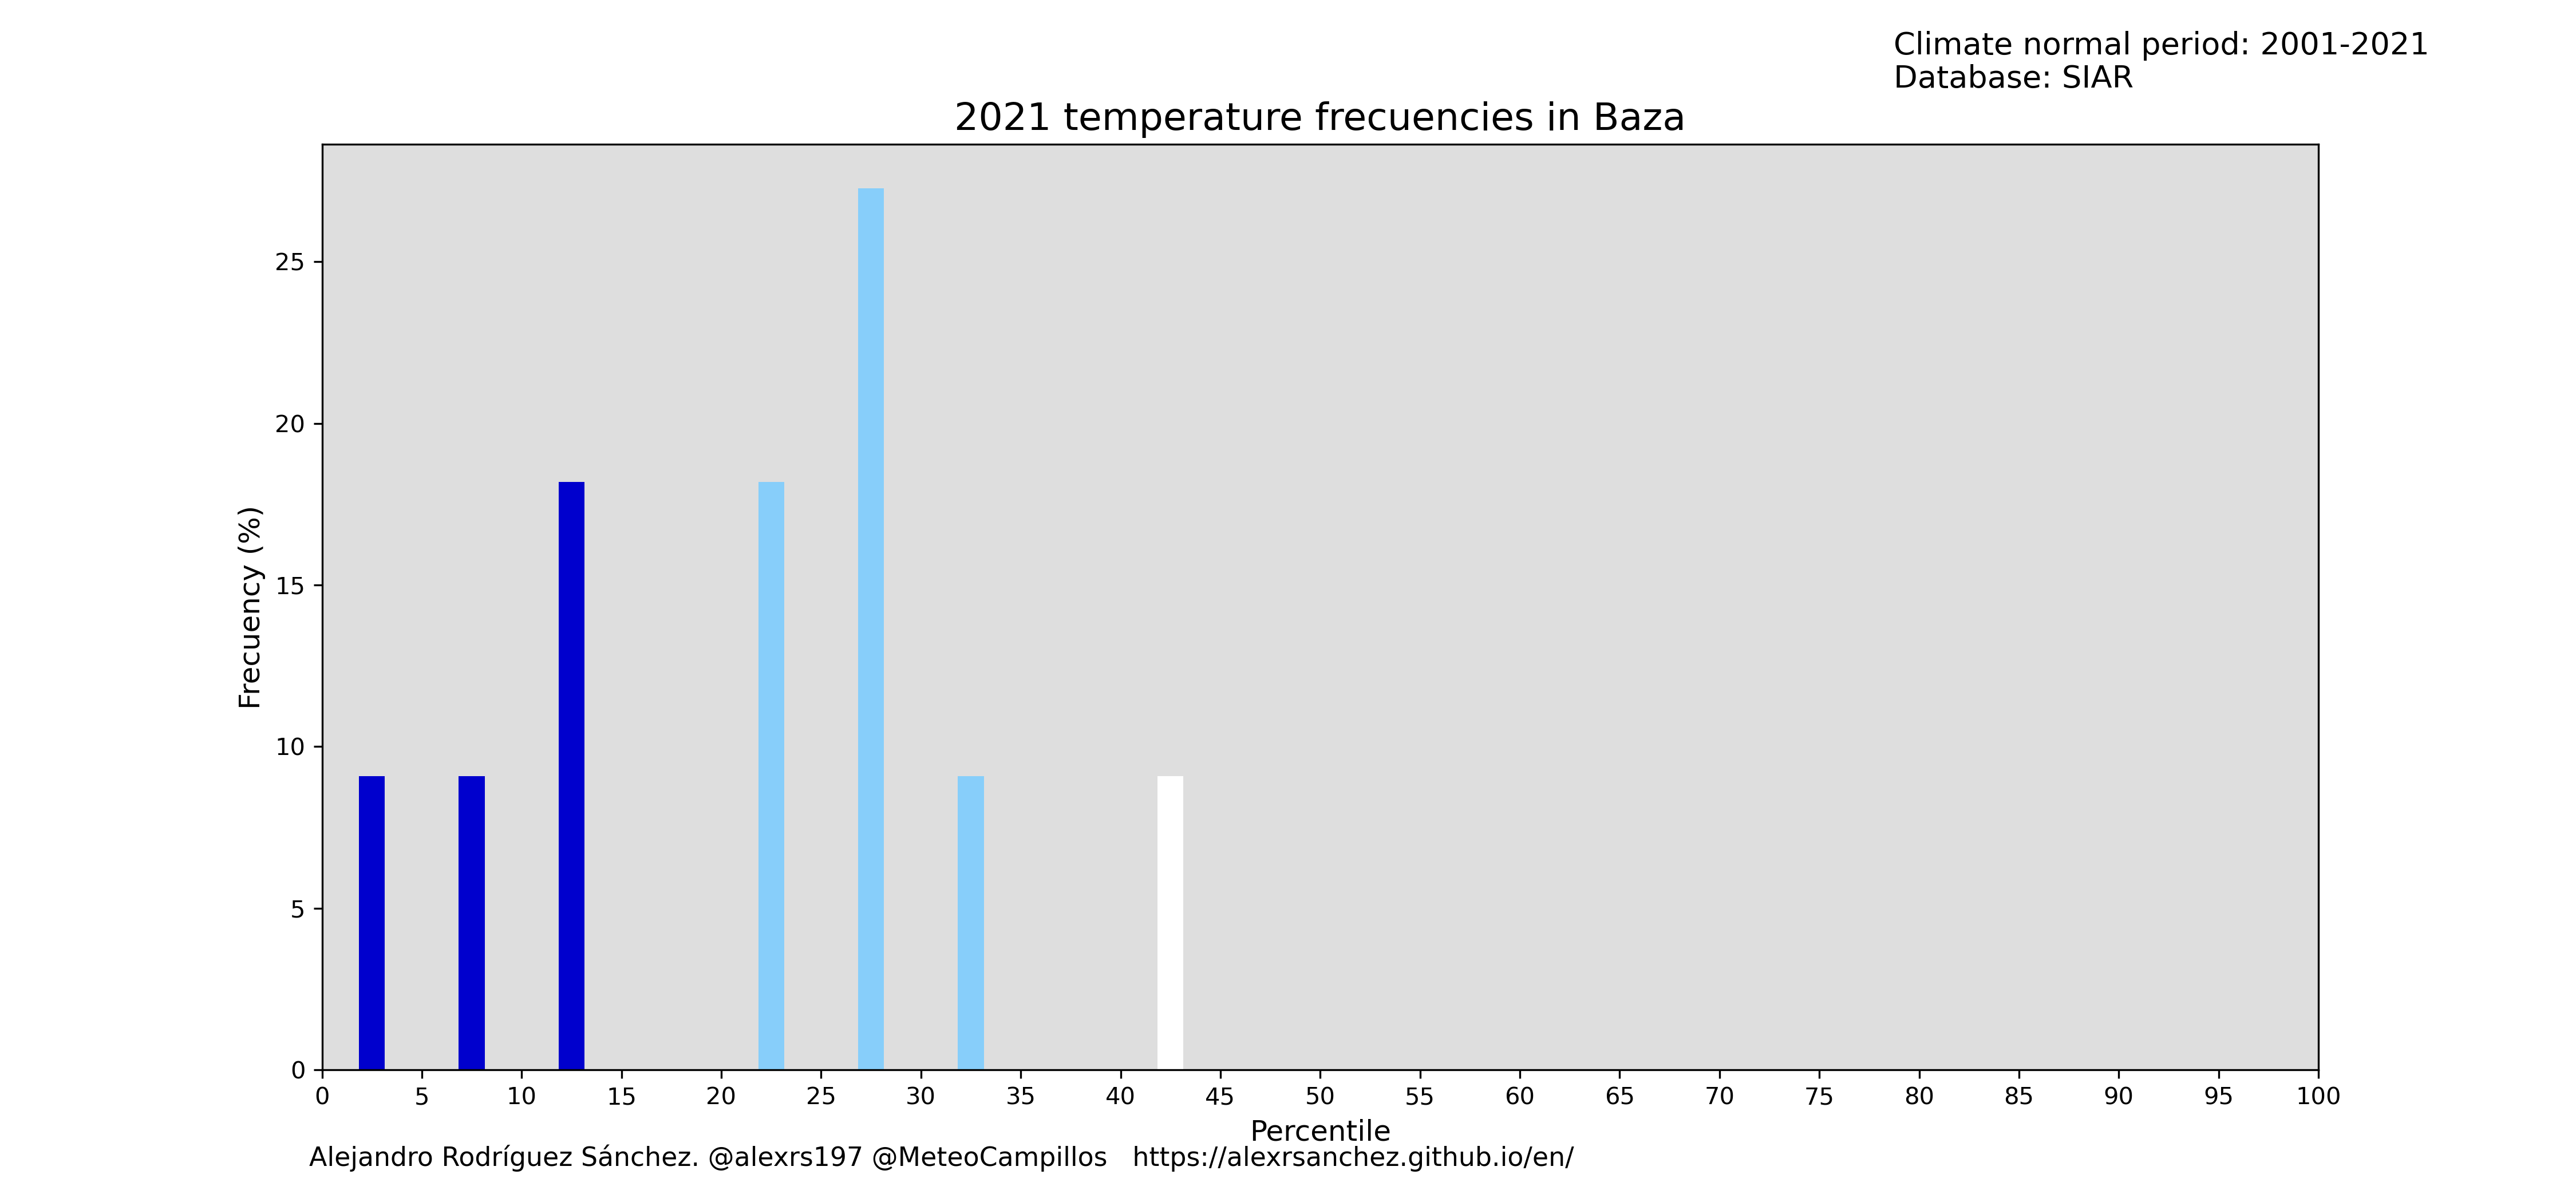 Climate normal period: 2001-2021
Database: SIAR
2021 temperature frecuencies in Baza
Frecuency (%)
25
20
15
10
5
0
0 5 10 15 20 25 30 35 40 45 50 55 60 65 70 75 80 85 90 95 100
Percentile
Alejandro Rodríguez Sánchez. @alexrs197 @MeteoCampillos https://alexrsanchez.github.io/en/